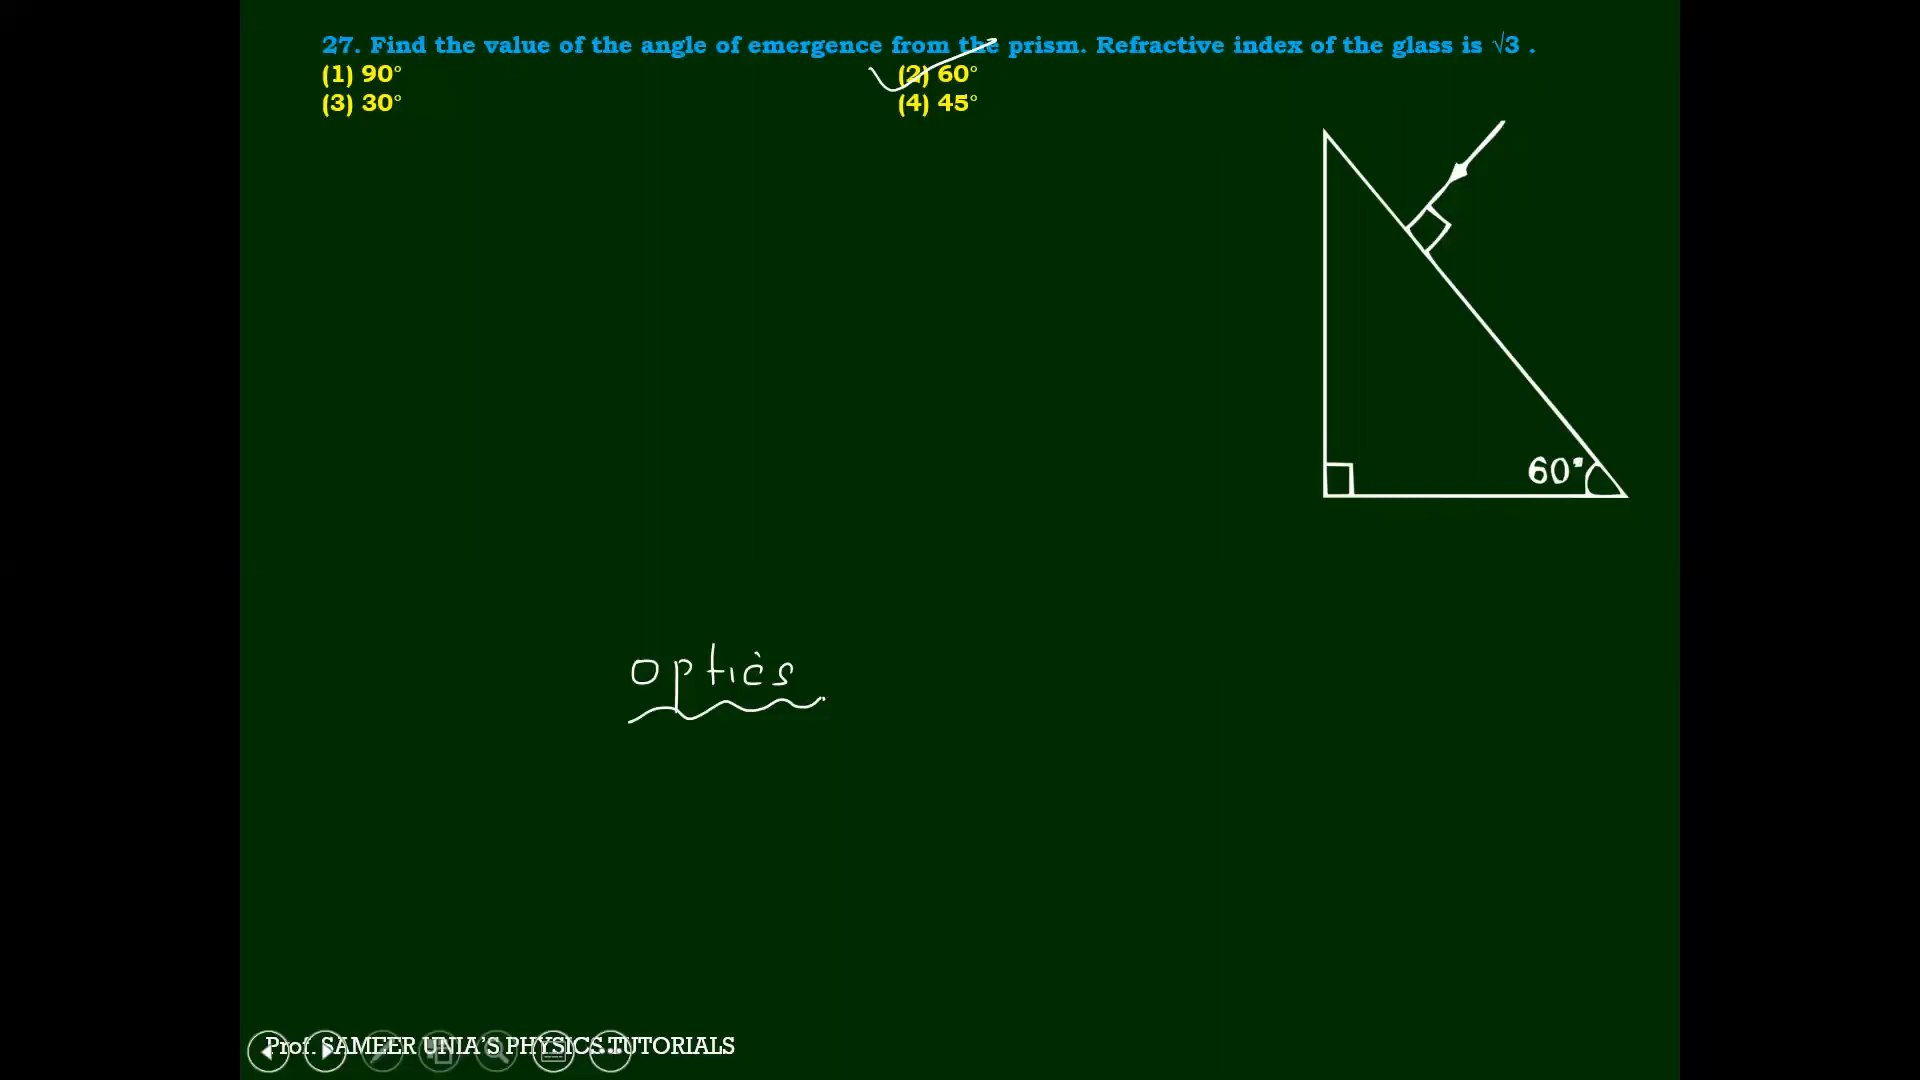 27. Find the value of the angle of emergence from the prism. Refractive index of the glass is √3 .
(1) 90° (2) 60°
(3) 30° (4) 45°
60°
optics
Prof. SAMEER UNIA'S PHYSICS TUTORIALS